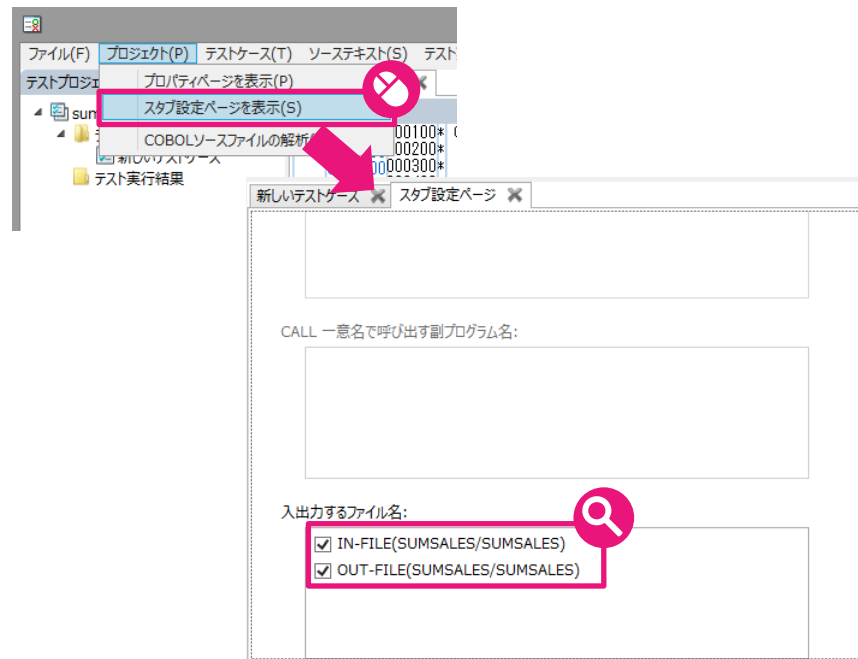 ファイル(F) プロジェクト(P) テストケース(T) ソーステキスト(S)
プロパティページを表示(P)
スタブ設定ページを表示(S)
COBOLソースファイルの解析
新しいテストケース
テスト実行結果
000100*
000200*
000300*
新しいテストケース スタブ設定ページ
CALL 一意名で呼び出す副プログラム名:
入出力するファイル名:
IN-FILE(SUMSALES/SUMSALES)
OUT-FILE(SUMSALES/SUMSALES)